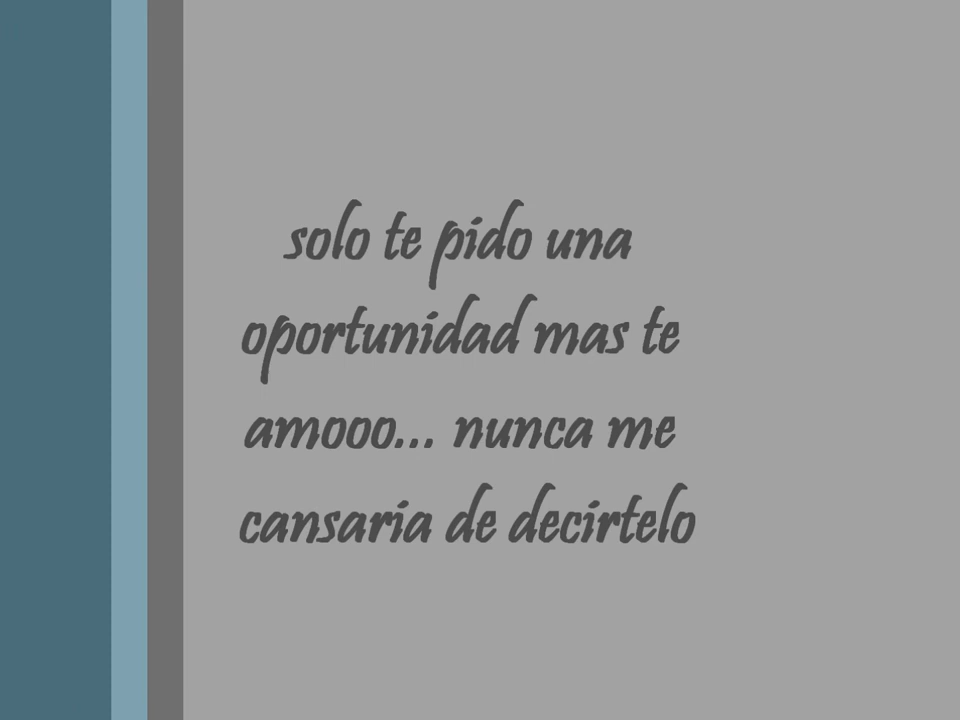 solo te pido una
oportunidad mas te
amooo... nunca me
cansaria de decirtelo